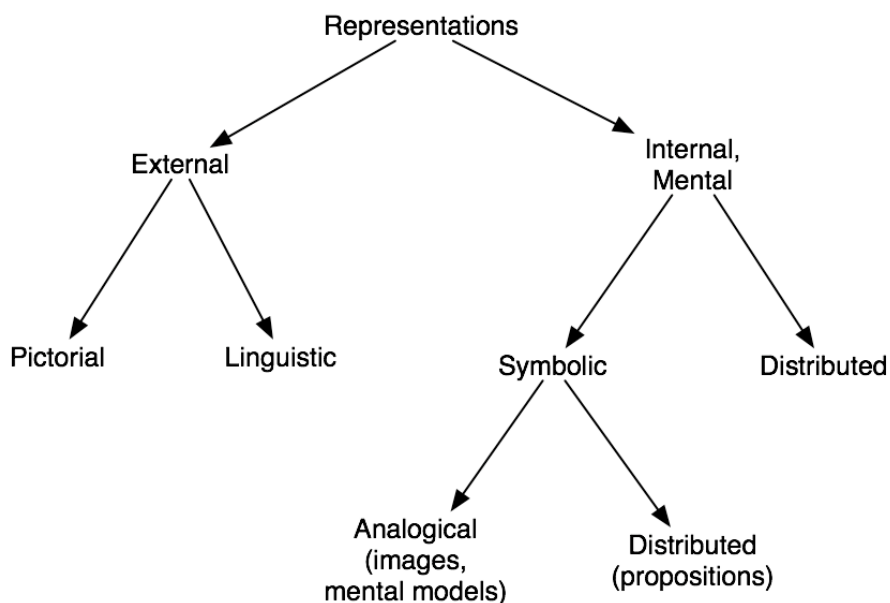 Representations
External
Internal,
Mental
Pictorial
Linguistic
Symbolic
Distributed
Analogical
(images,
mental models)
Distributed
(propositions)